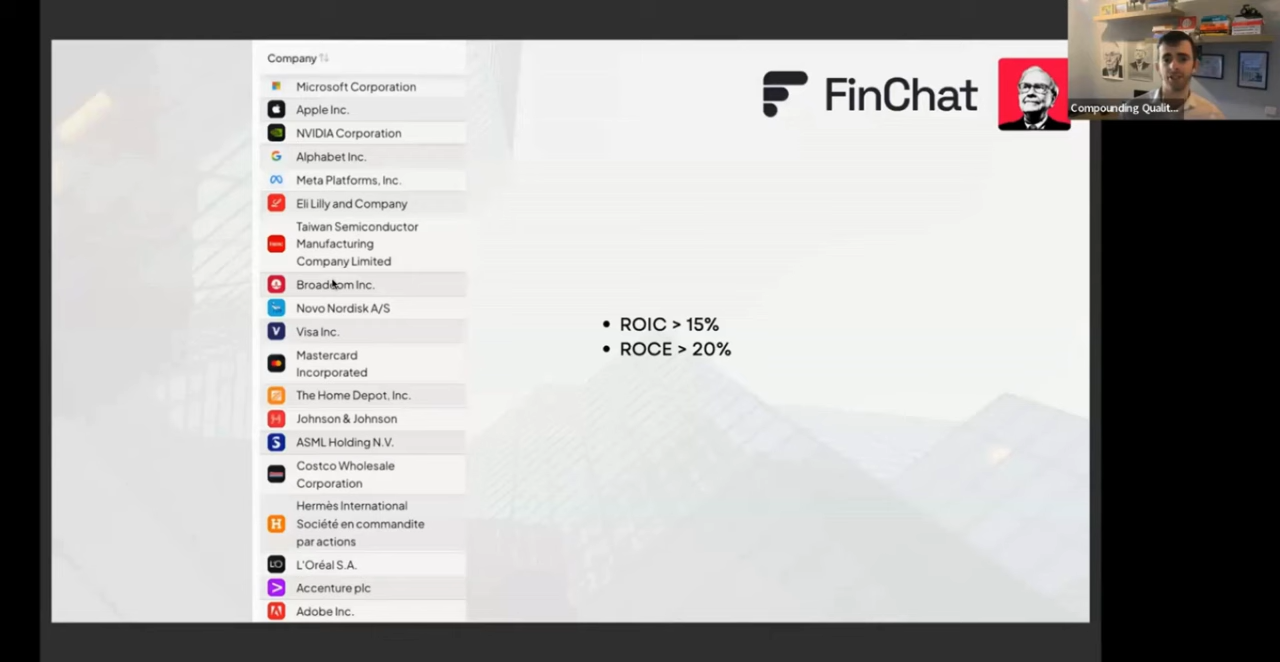 Company
Microsoft Corporation
Apple Inc.
NVIDIA Corporation
Alphabet Inc.
Meta Platforms, Inc.
Eli Lilly and Company
Taiwan Semiconductor
Manufacturing
Company Limited
Broadcom Inc.
Novo Nordisk A/S
Visa Inc.
Mastercard
Incorporated
The Home Depot, Inc.
Johnson & Johnson
ASML Holding N.V.
Costco Wholesale
Corporation
Hermès International
Société en commandite
par actions
L'Oréal S.A.
Accenture plc
Adobe Inc.
FinChat
Compounding Qualit...
• ROIC > 15%
• ROCE > 20%